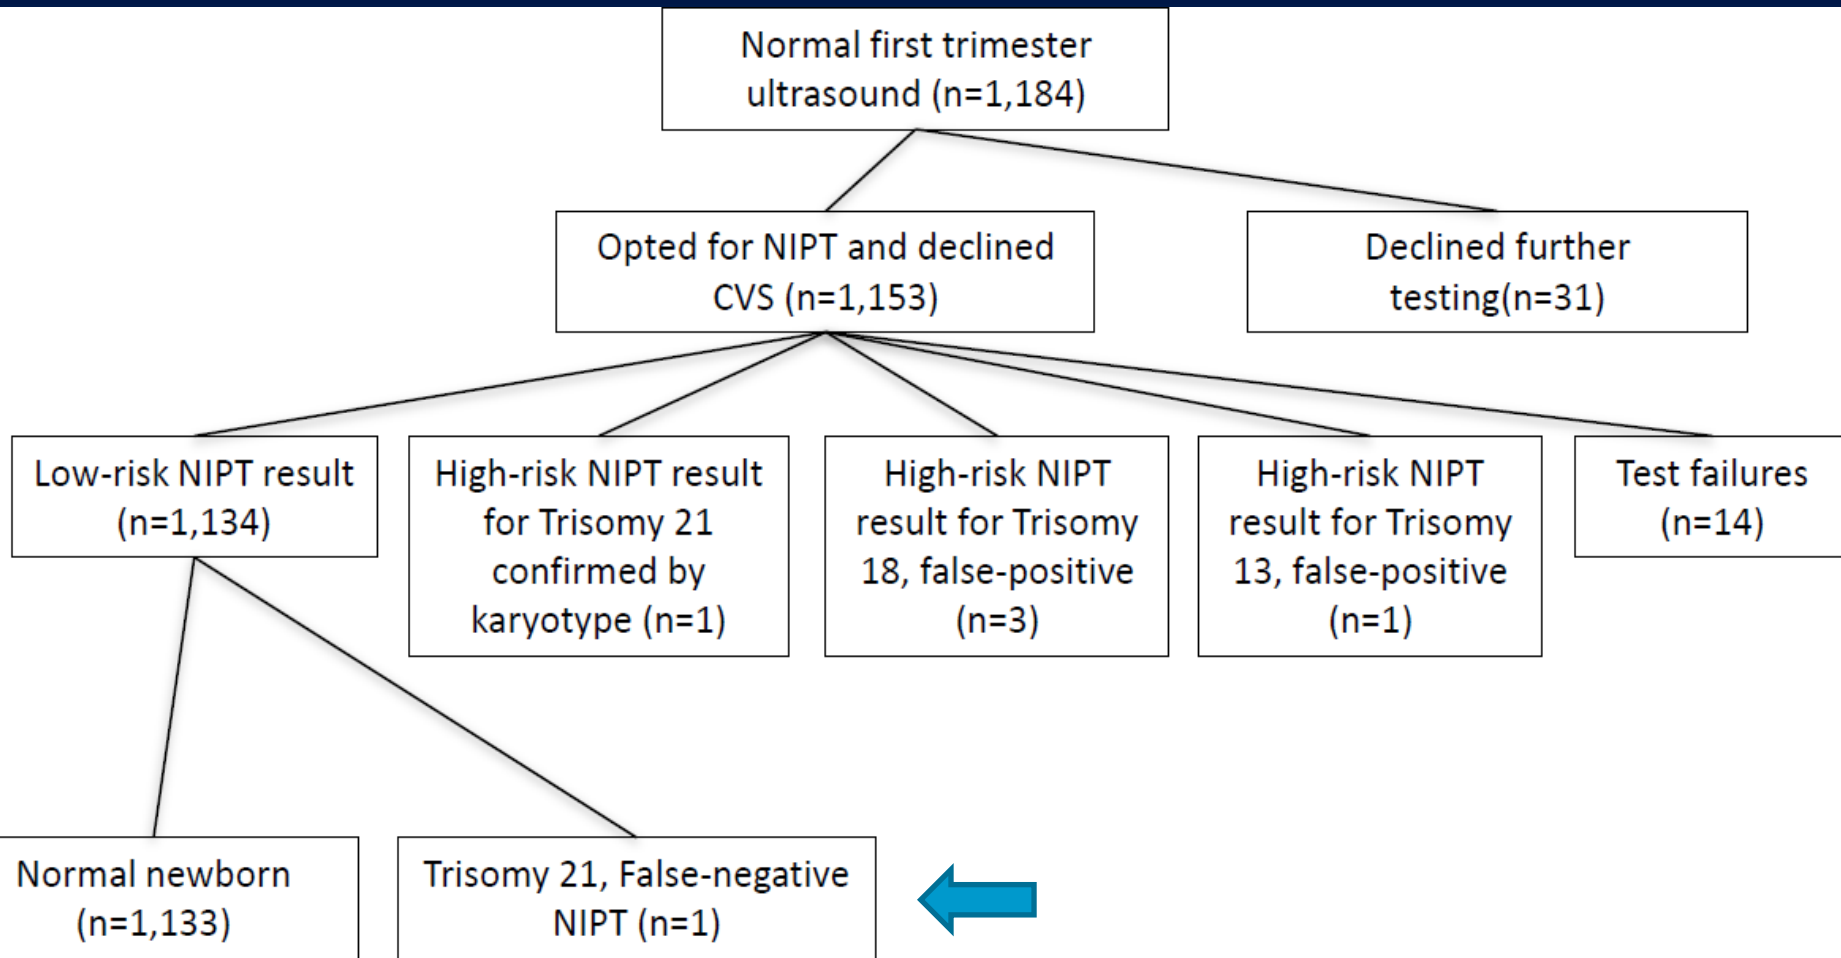 Normal first trimester
ultrasound (n=1,184)
Opted for NIPT and declined
CVS (n=1,153)
Declined further
testing(n=31)
Low-risk NIPT result
(n=1,134)
High-risk NIPT result
for Trisomy 21
confirmed by
karyotype (n=1)
High-risk NIPT
result for Trisomy
18, false-positive
(n=3)
High-risk NIPT
result for Trisomy
13, false-positive
(n=1)
Test failures
(n=14)
Normal newborn
(n=1,133)
Trisomy 21, False-negative
NIPT (n=1)